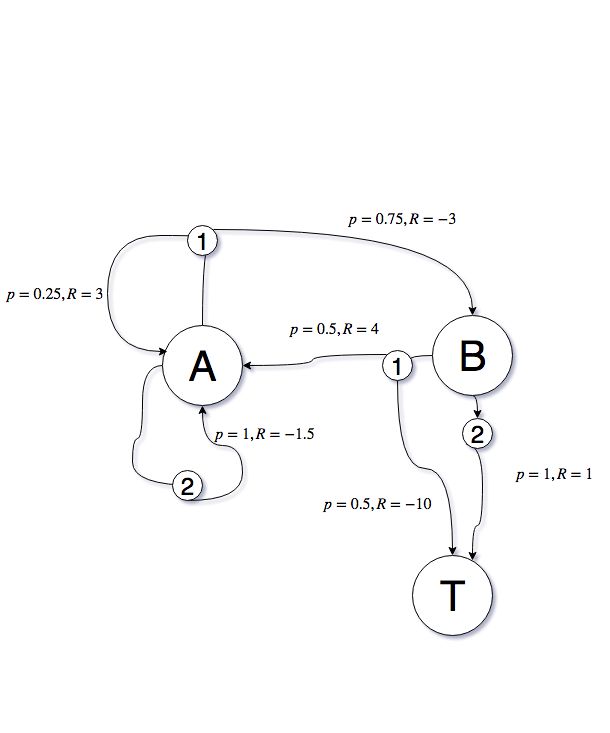 p = 0.75, R = −3
1
p = 0.25, R = 3
p = 0.5, R = 4
A
1
B
p = 1, R = −1.5
2
p = 1, R = 1
2
p = 0.5, R = −10
T